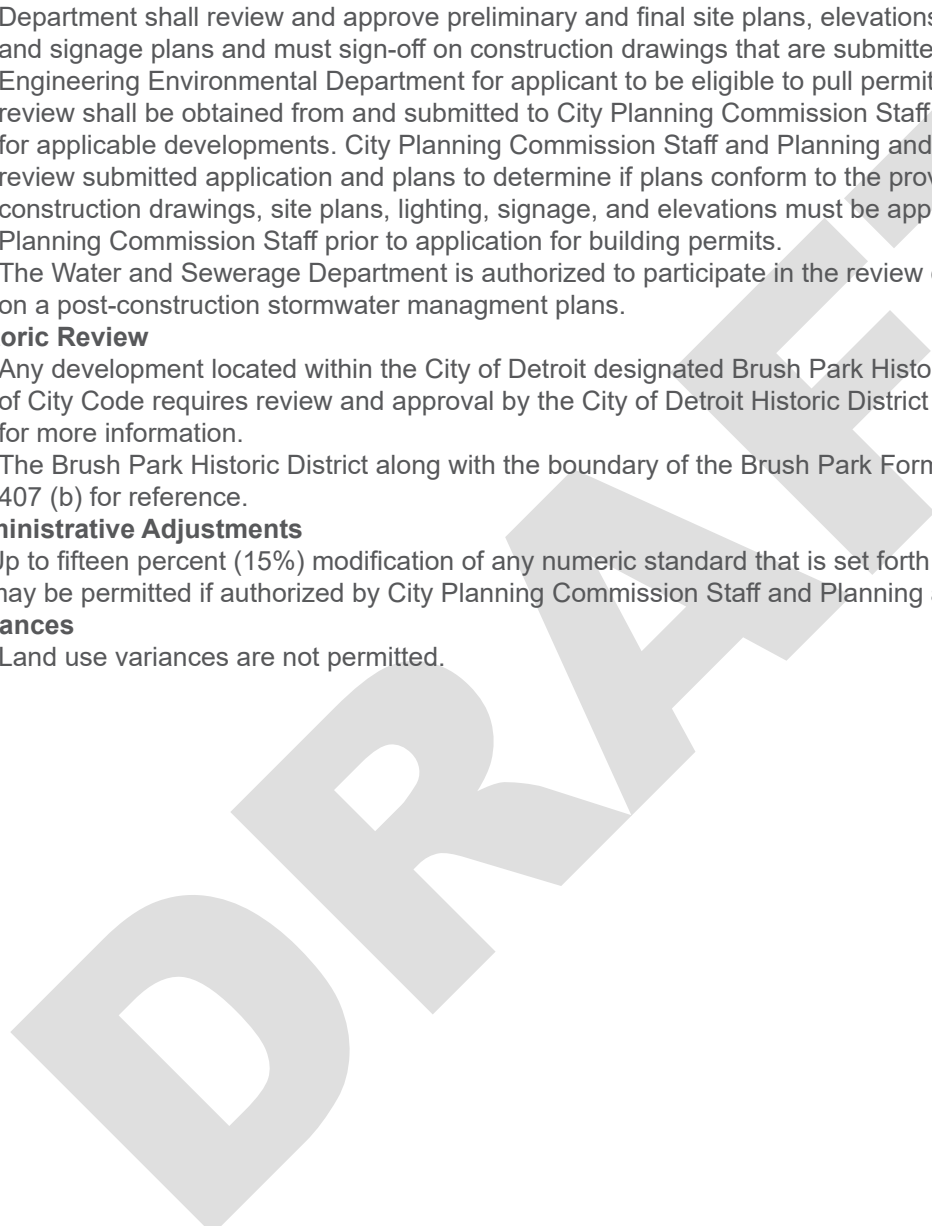 Department shall review and approve preliminary and final site plans, elevations
and signage plans and must sign-off on construction drawings that are submitte
Engineering Environmental Department for applicant to be eligible to pull permit
review shall be obtained from and submitted to City Planning Commission Staff
for applicable developments. City Planning Commission Staff and Planning and
review submitted application and plans to determine if plans conform to the prov
construction drawings, site plans, lighting, signage, and elevations must be app
Planning Commission Staff prior to application for building permits.
The Water and Sewerage Department is authorized to participate in the review
on a post-construction stormwater managment plans.
oric Review
Any development located within the City of Detroit designated Brush Park Histo
of City Code requires review and approval by the City of Detroit Historic District
for more information.
The Brush Park Historic District along with the boundary of the Brush Park Form
407 (b) for reference.
ninistrative Adjustments
Up to fifteen percent (15%) modification of any numeric standard that is set forth
may be permitted if authorized by City Planning Commission Staff and Planning
ances
Land use variances are not permitted.
DRAFT